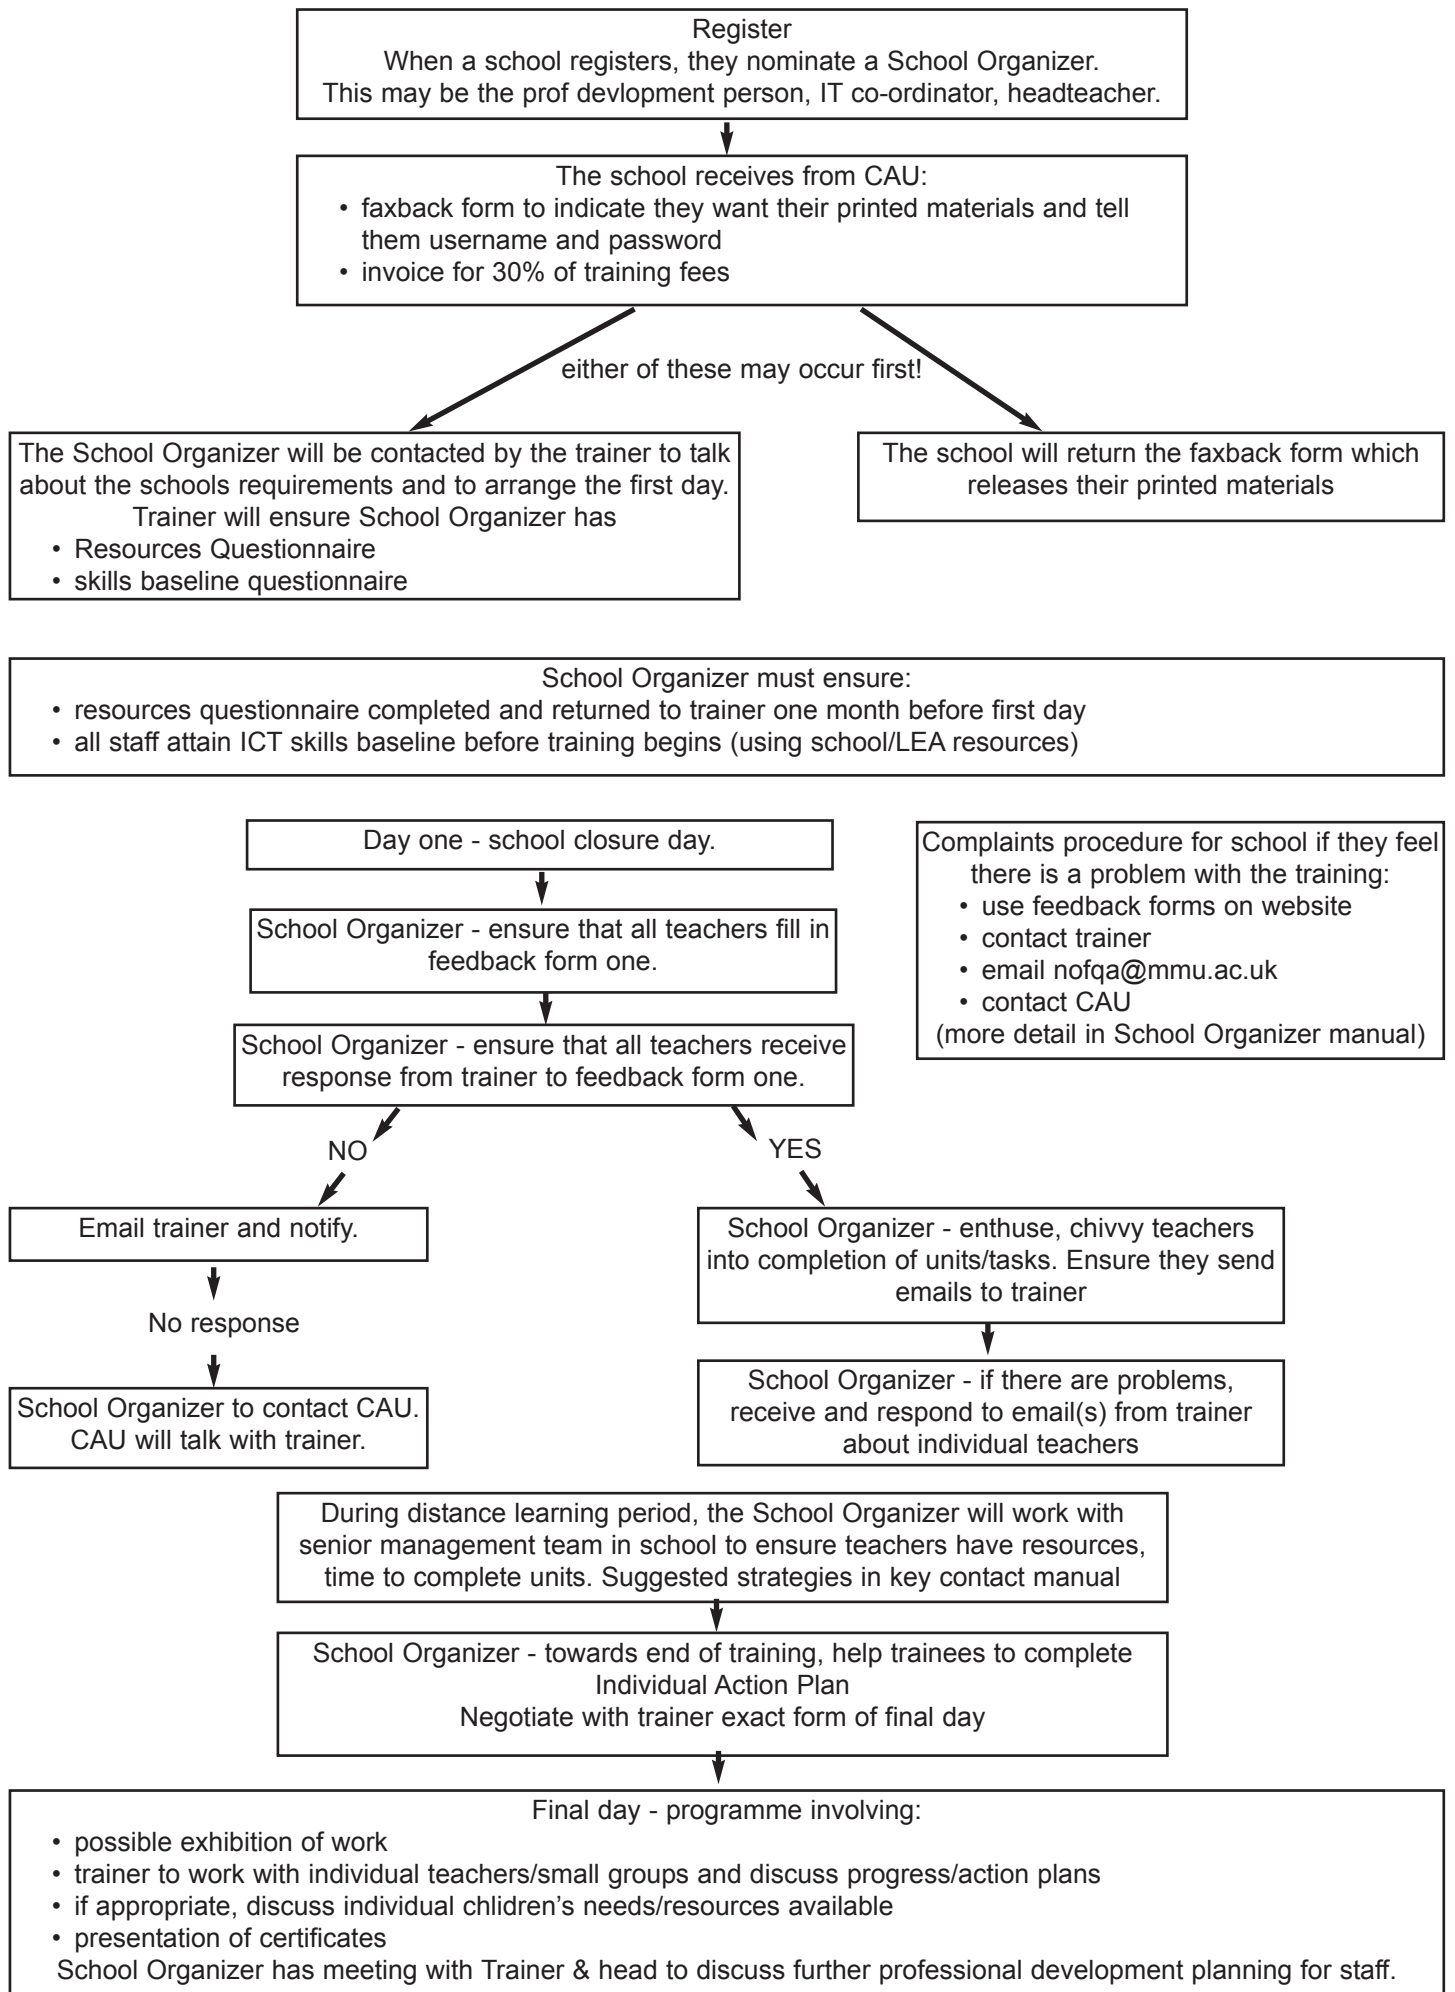 Register
When a school registers, they nominate a School Organizer.
This may be the prof devlopment person, IT co-ordinator, headteacher.
The school receives from CAU:
• faxback form to indicate they want their printed materials and tell
them username and password
• invoice for 30% of training fees
either of these may occur first!
The School Organizer will be contacted by the trainer to talk
about the schools requirements and to arrange the first day.
Trainer will ensure School Organizer has
• Resources Questionnaire
• skills baseline questionnaire
The school will return the faxback form which
releases their printed materials
School Organizer must ensure:
• resources questionnaire completed and returned to trainer one month before first day
• all staff attain ICT skills baseline before training begins (using school/LEA resources)
Day one - school closure day.
School Organizer - ensure that all teachers fill in
feedback form one.
School Organizer - ensure that all teachers receive
response from trainer to feedback form one.
Complaints procedure for school if they feel
there is a problem with the training:
• use feedback forms on website
• contact trainer
• email nofqa@mmu.ac.uk
• contact CAU
(more detail in School Organizer manual)
NO
YES
Email trainer and notify.
No response
School Organizer to contact CAU.
CAU will talk with trainer.
School Organizer - enthuse, chivvy teachers
into completion of units/tasks. Ensure they send
emails to trainer
School Organizer - if there are problems,
receive and respond to email(s) from trainer
about individual teachers
During distance learning period, the School Organizer will work with
senior management team in school to ensure teachers have resources,
time to complete units. Suggested strategies in key contact manual
School Organizer - towards end of training, help trainees to complete
Individual Action Plan
Negotiate with trainer exact form of final day
Final day - programme involving:
• possible exhibition of work
• trainer to work with individual teachers/small groups and discuss progress/action plans
• if appropriate, discuss individual chlidren's needs/resources available
• presentation of certificates
School Organizer has meeting with Trainer & head to discuss further professional development planning for staff.